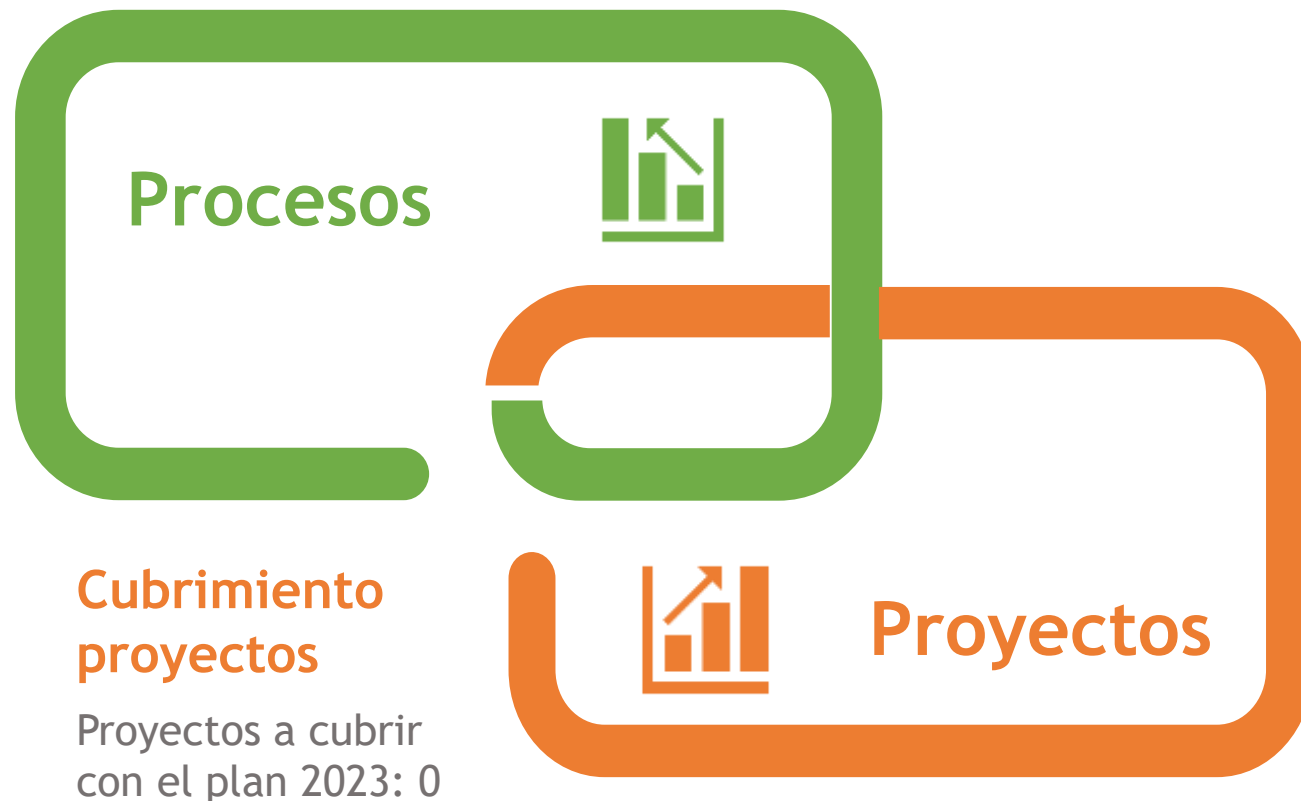 Procesos
Cubrimiento
proyectos
Proyectos a cubrir
con el plan 2023: 0
Proyectos